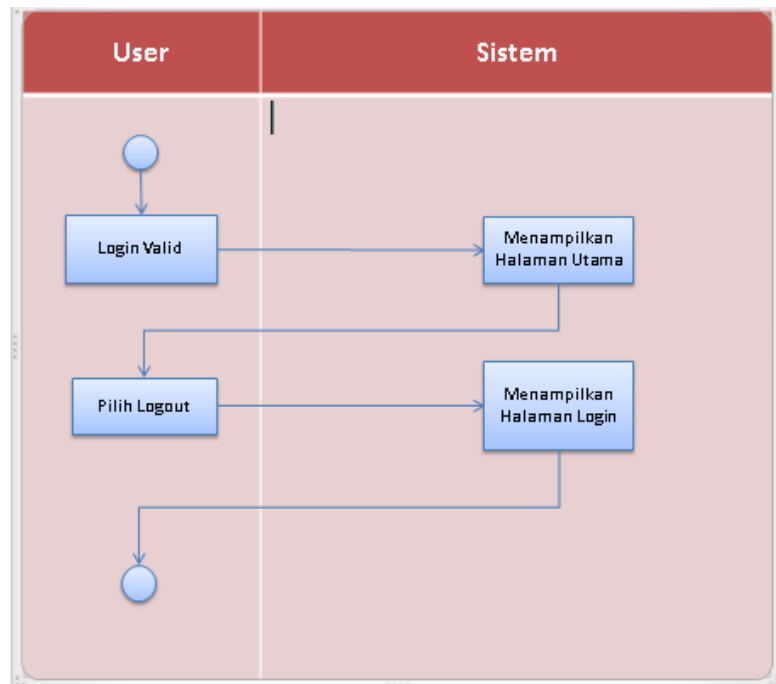 User
Sistem
Login Valid
Menampilkan
Halaman Utama
Pilih Logout
Menampilkan
Halaman Login